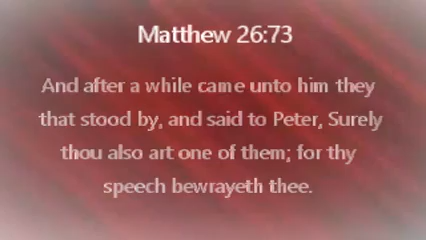 Matthew 26:73
And after a while came unto him they
that stood by, and said to Peter, Surely
thou also art one of them; for thy
speech bewrayeth thee.